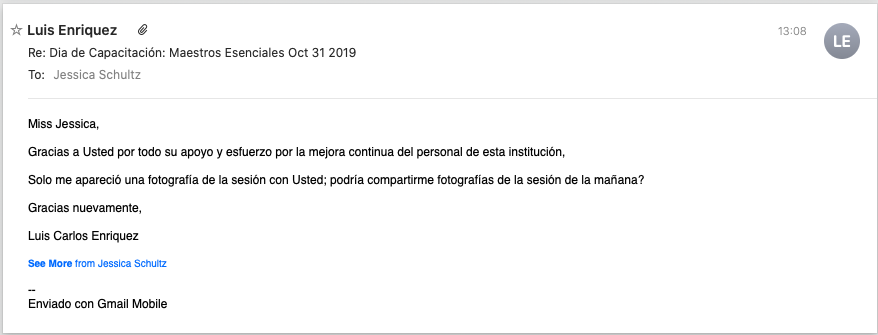 Luis Enriquez
13:08
LE
Re: Dia de Capacitación: Maestros Esenciales Oct 31 2019
To: Jessica Schultz
Miss Jessica,
Gracias a Usted por todo su apoyo y esfuerzo por la mejora continua del personal de esta institución,
Solo me apareció una fotografía de la sesión con Usted; podría compartirme fotografías de la sesión de la mañana?
Gracias nuevamente,
Luis Carlos Enriquez
See More from Jessica Schultz
--
Enviado con Gmail Mobile